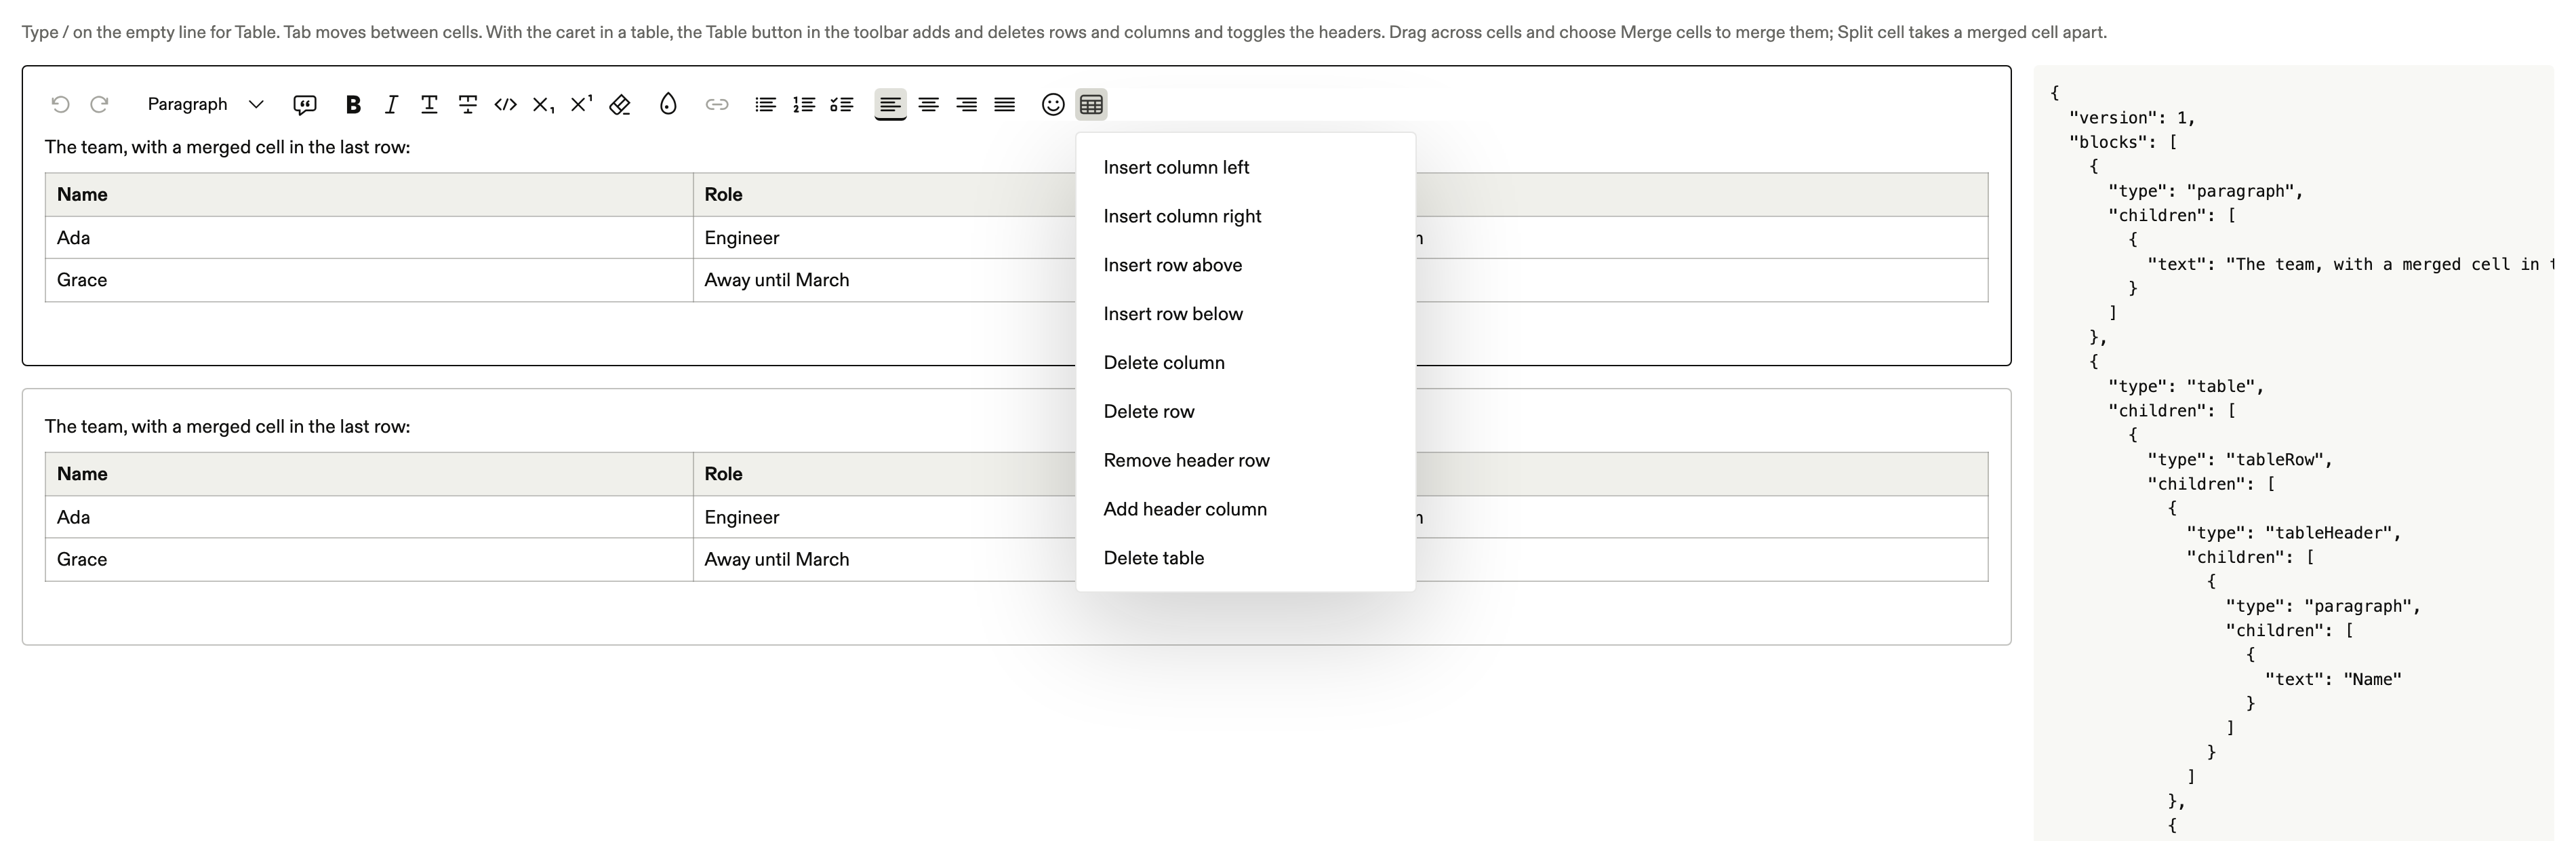 Type / on the empty line for Table. Tab moves between cells. With the caret in a table, the Table button in the toolbar adds and deletes rows and columns and toggles the headers. Drag across cells and choose Merge cells to merge them; Split cell takes a merged cell apart.
Paragraph
The team, with a merged cell in the last row:
Name Role
Ada Engineer
Grace Away until March
Insert column left
Insert column right
Insert row above
Insert row below
Delete column
Delete row
Remove header row
Add header column
Delete table
The team, with a merged cell in the last row:
Name Role
Ada Engineer
Grace Away until March
{
"version": 1,
"blocks": [
{
"type": "paragraph",
"children": [
{
"text": "The team, with a merged cell in
}
]
},
{
"type": "table",
"children": [
{
"type": "tableRow",
"children": [
{
"type": "tableHeader",
"children": [
{
"type": "paragraph",
"children": [
{
"text": "Name"
}
]
}
]
},
{